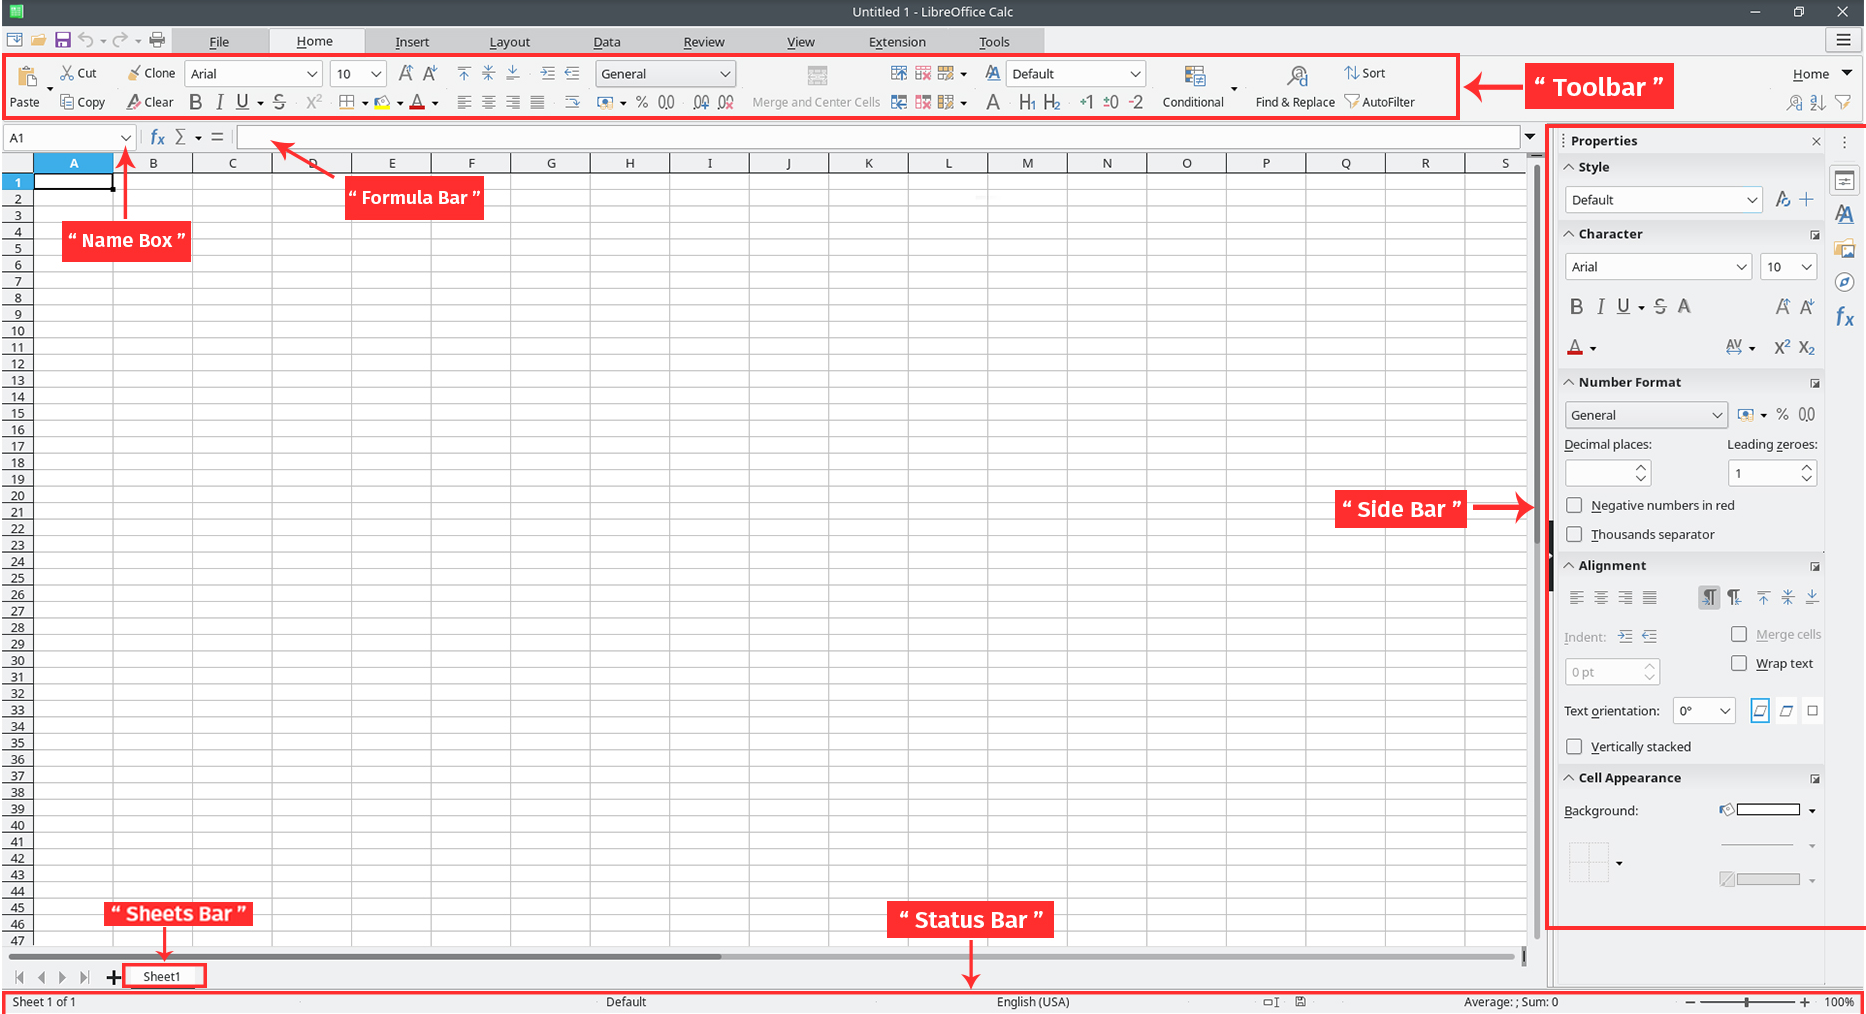 Untitled 1 - LibreOffice Calc
File Home Insert Layout Data Review View Extension Tools
Cut Clone Arial 10 General Default Sort Home
Paste Copy Clear B I U S X² % 0,0 Merge and Center Cells A H1 H2 +1 ±0 -2 Conditional Find & Replace AutoFilter
“ Toolbar ”
A1 fx Σ =
A B C D E F G H I J K L M N O P Q R S
“ Formula Bar ”
“ Name Box ”
1
2
3
4
5
6
7
8
9
10
11
12
13
14
15
16
17
18
19
20
21
22
23
24
25
26
27
28
29
30
31
32
33
34
35
36
37
38
39
40
41
42
43
44
45
46
47
“ Side Bar ”
Properties
Style
Default
Character
Arial 10
B I U S A A A
A AV X² X₂
fx
Number Format
General % 0,0
Decimal places: Leading zeroes:
1
Negative numbers in red
Thousands separator
Alignment
Indent: Merge cells
0 pt Wrap text
Text orientation: 0°
Vertically stacked
Cell Appearance
Background:
“ Sheets Bar ”
“ Status Bar ”
Sheet1
Sheet 1 of 1 Default English (USA) Average: ; Sum: 0 100%